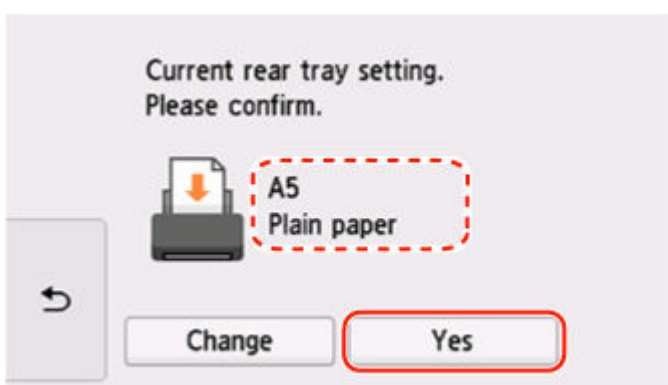 Current rear tray setting.
Please confirm.
A5
Plain paper
Change
Yes